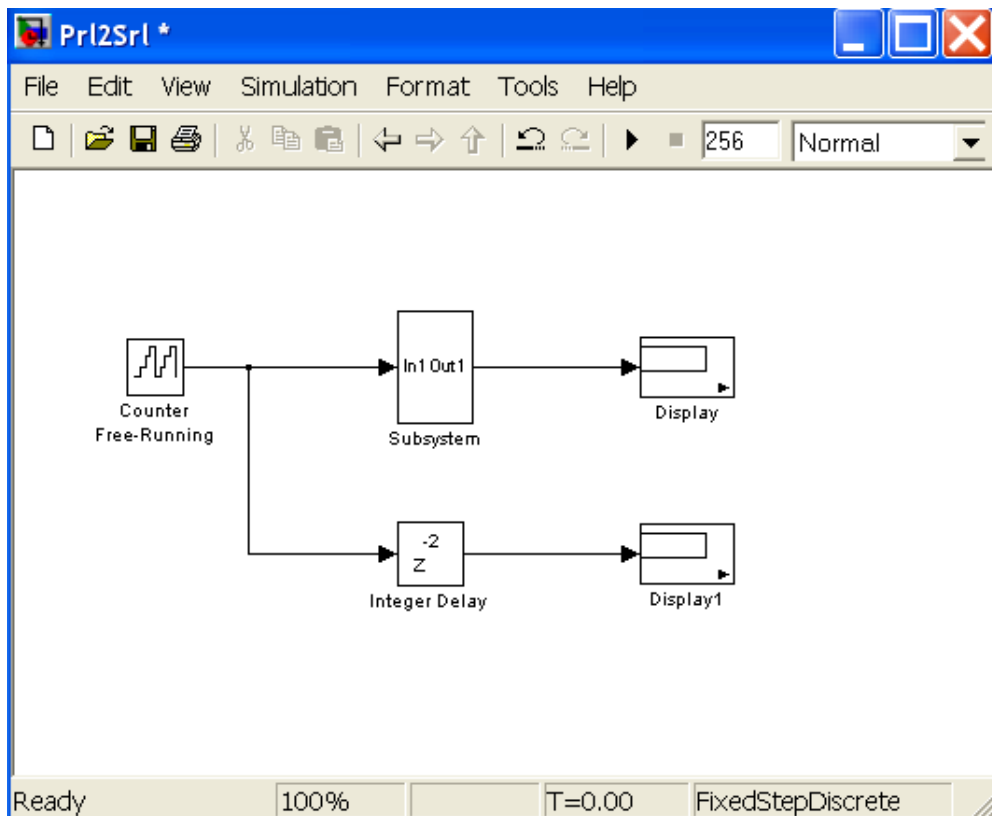 Prl2Srl *
File Edit View Simulation Format Tools Help
256 Normal
In1 Out1
Counter
Free-Running
Subsystem
Display
-2
Z
Integer Delay
Display1
Ready 100% T=0.00 FixedStepDiscrete